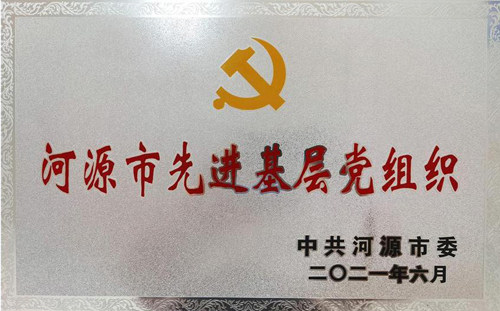 河源市先进基层党组织
中共河源市委
二〇二一年六月